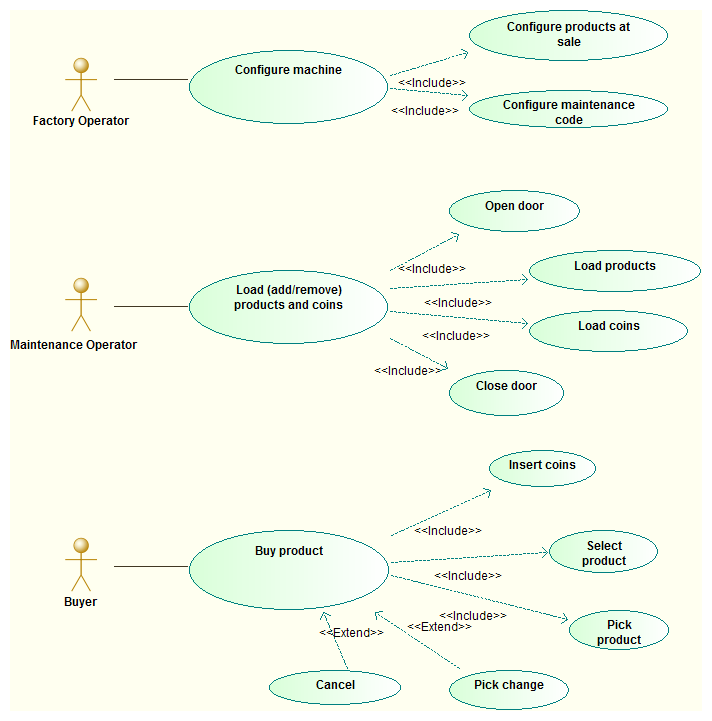 Configure products at
sale
Configure machine
<<Include>>
Configure maintenance
code
<<Include>>
Factory Operator
Open door
<<Include>>
Load products
Load (add/remove)
products and coins
<<Include>>
Load coins
<<Include>>
Maintenance Operator
<<Include>>
Close door
Insert coins
<<Include>>
Buy product
Select
product
<<Include>>
Buyer
<<Include>>
Pick
product
<<Extend>>
<<Extend>>
Cancel
Pick change